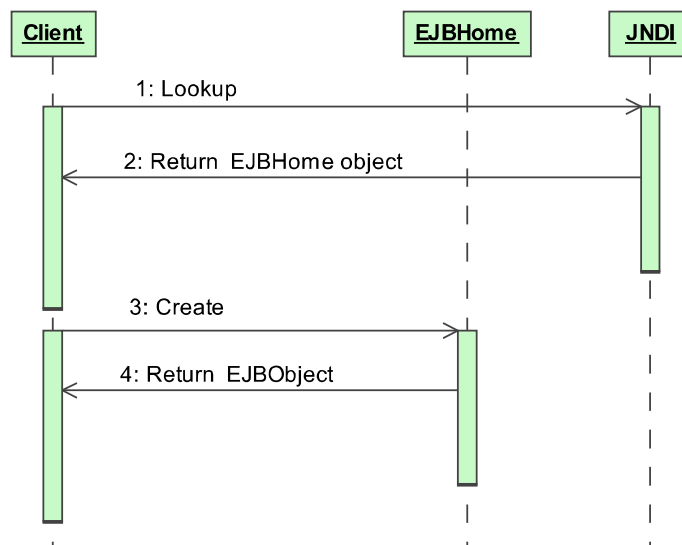 Client
EJBHome
JNDI
1: Lookup
2: Return EJBHome object
3: Create
4: Return EJBObject